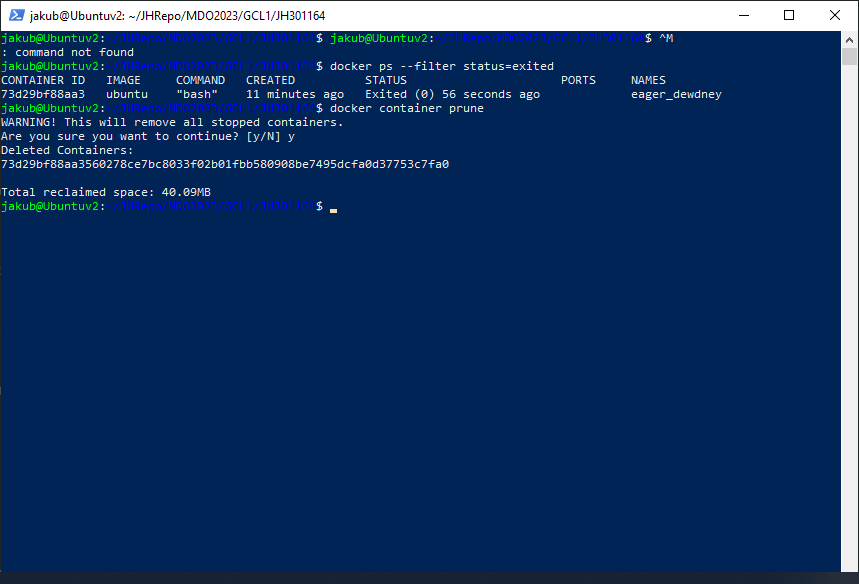 jakub@Ubuntuv2: ~/JHRepo/MDO2023/GCL1/JH301164
jakub@Ubuntuv2:~/JHRepo/MDO2023/GCL1/JH301164$ jakub@Ubuntuv2:~/JHRepo/MDO2023/GCL1/JH301164$ ^M
: command not found
jakub@Ubuntuv2:~/JHRepo/MDO2023/GCL1/JH301164$ docker ps --filter status=exited
CONTAINER ID   IMAGE     COMMAND   CREATED          STATUS                      PORTS     NAMES
73d29bf88aa3   ubuntu    "bash"    11 minutes ago   Exited (0) 56 seconds ago             eager_dewdney
jakub@Ubuntuv2:~/JHRepo/MDO2023/GCL1/JH301164$ docker container prune
WARNING! This will remove all stopped containers.
Are you sure you want to continue? [y/N] y
Deleted Containers:
73d29bf88aa3560278ce7bc8033f02b01fbb580908be7495dcfa0d37753c7fa0

Total reclaimed space: 40.09MB
jakub@Ubuntuv2:~/JHRepo/MDO2023/GCL1/JH301164$